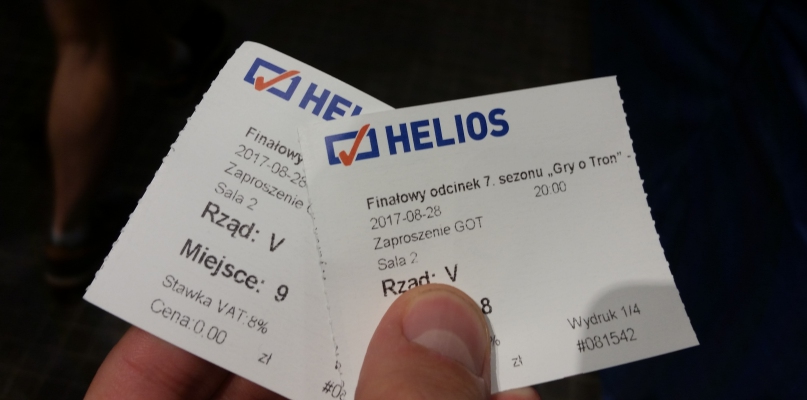 HELIOS
Finałowy
2017-08-28
Zaproszenie
Sala 2
Rząd: V
Miejsce: 9
Stawka VAT:8%
Cena:0.00 zł
HELIOS
Finałowy odcinek 7. sezonu „Gry o Tron” -
2017-08-28 20:00
Zaproszenie GOT
Sala 2
Rząd: V
8
%
zł
Wydruk 1/4
#081542